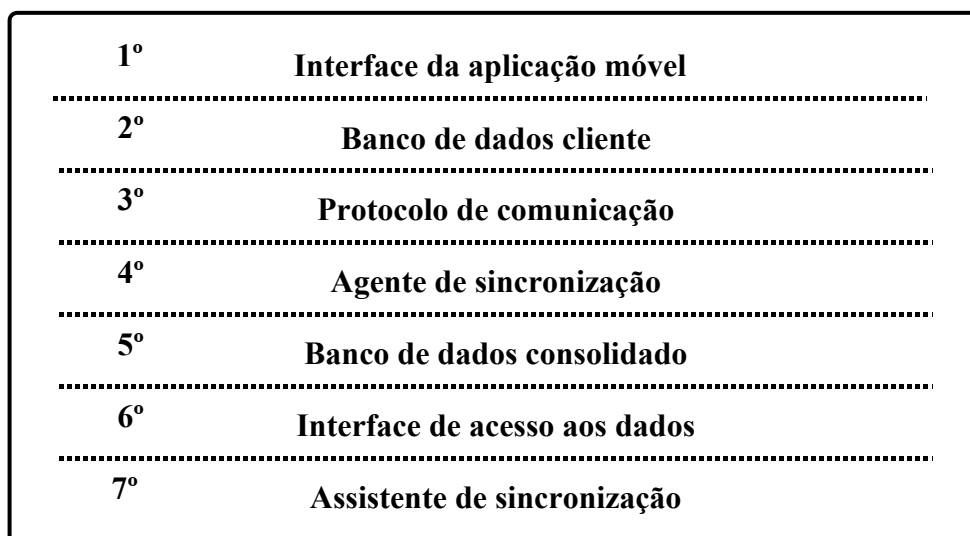 1º Interface da aplicação móvel
2º Banco de dados cliente
3º Protocolo de comunicação
4º Agente de sincronização
5º Banco de dados consolidado
6º Interface de acesso aos dados
7º Assistente de sincronização